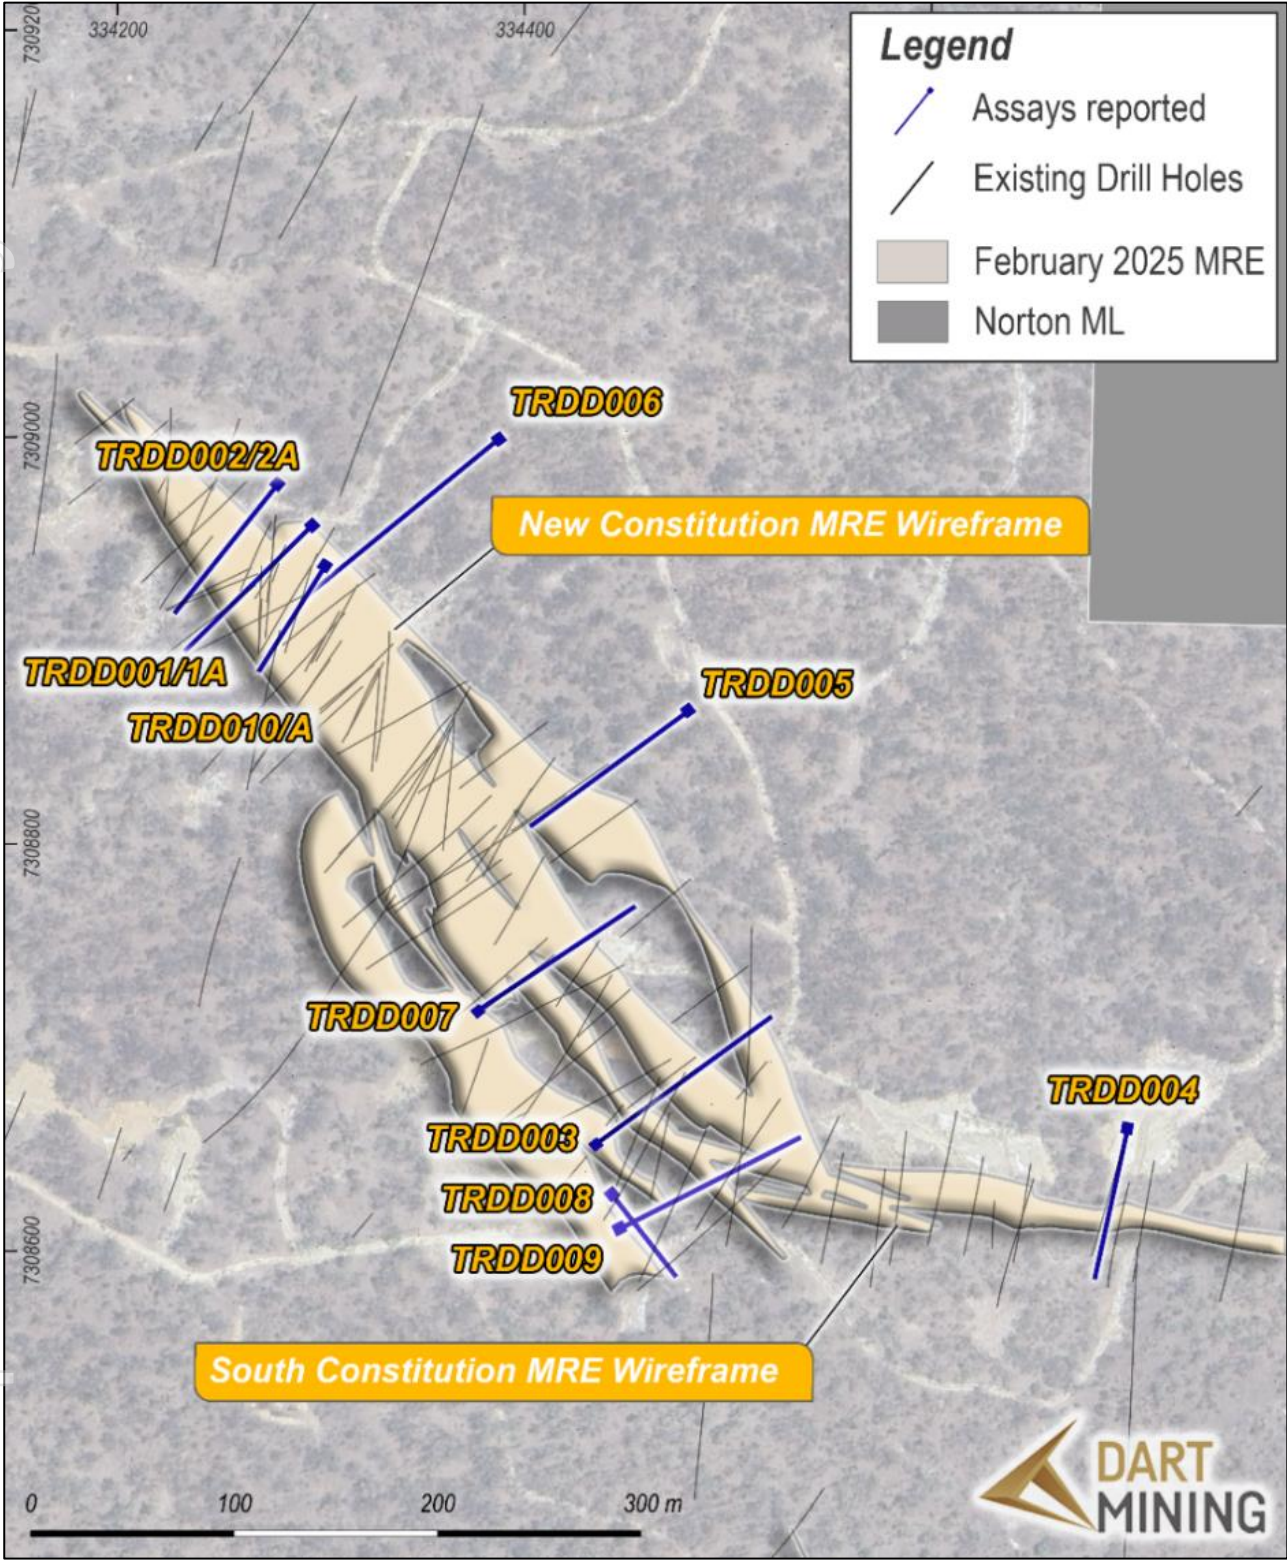 334200
334400
730920
Legend
Assays reported
Existing Drill Holes
February 2025 MRE
Norton ML
TRDD006
7309000
TRDD002/2A
New Constitution MRE Wireframe
TRDD001/1A
TRDD005
TRDD010/A
7308800
TRDD007
TRDD004
TRDD003
TRDD008
7308600
TRDD009
South Constitution MRE Wireframe
DART
MINING
0 100 200 300 m